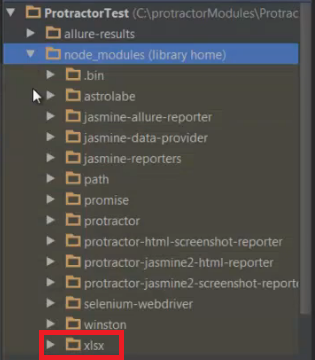 ProtractorTest (C:\protractorModules\Protrac
allure-results
node_modules (library home)
.bin
astrolabe
jasmine-allure-reporter
jasmine-data-provider
jasmine-reporters
path
promise
protractor
protractor-html-screenshot-reporter
protractor-jasmine2-html-reporter
protractor-jasmine2-screenshot-report
selenium-webdriver
winston
xlsx